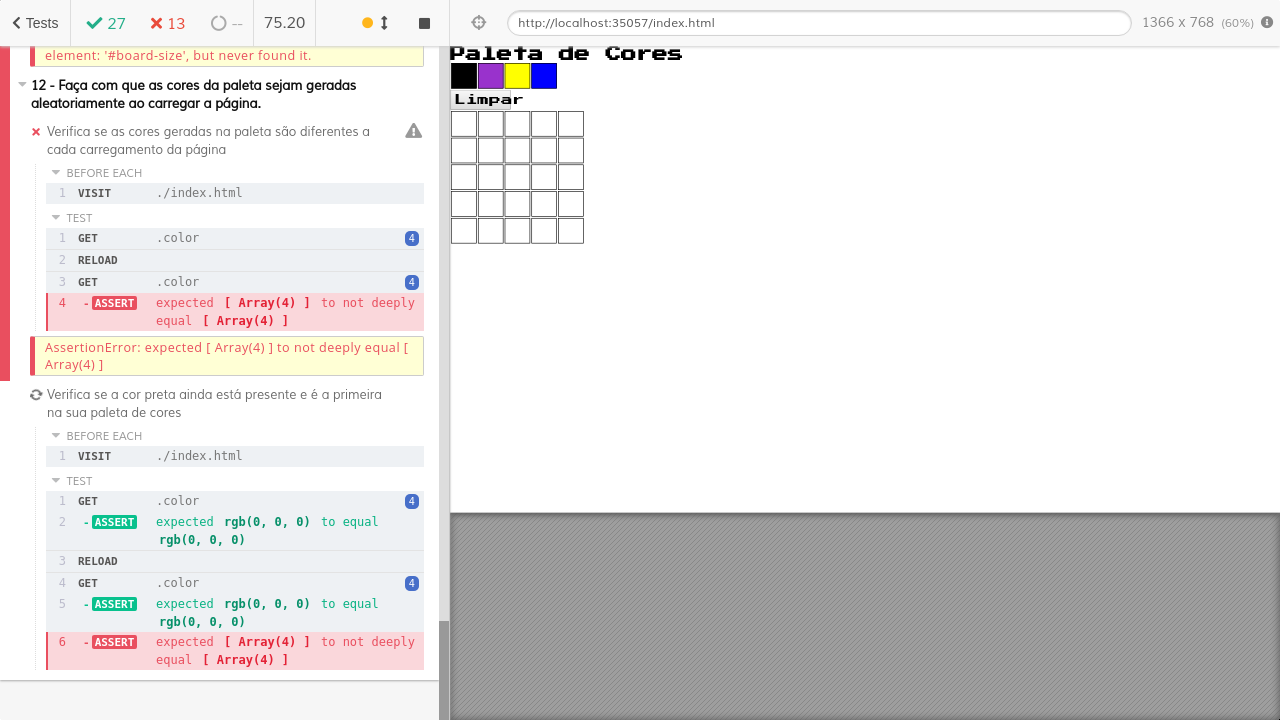 Tests
27
13
--
75.20
http://localhost:35057/index.html
1366 x 768 (60%)
element: '#board-size', but never found it.
12 - Faça com que as cores da paleta sejam geradas
aleatoriamente ao carregar a página.
Verifica se as cores geradas na paleta são diferentes a
cada carregamento da página
BEFORE EACH
1 VISIT ./index.html
TEST
1 GET .color 4
2 RELOAD
3 GET .color 4
4 -ASSERT expected [ Array(4) ] to not deeply
equal [ Array(4) ]
AssertionError: expected [ Array(4) ] to not deeply equal [
Array(4) ]
Verifica se a cor preta ainda está presente e é a primeira
na sua paleta de cores
BEFORE EACH
1 VISIT ./index.html
TEST
1 GET .color 4
2 -ASSERT expected rgb(0, 0, 0) to equal
rgb(0, 0, 0)
3 RELOAD
4 GET .color 4
5 -ASSERT expected rgb(0, 0, 0) to equal
rgb(0, 0, 0)
6 -ASSERT expected [ Array(4) ] to not deeply
equal [ Array(4) ]
Paleta de Cores
Limpar